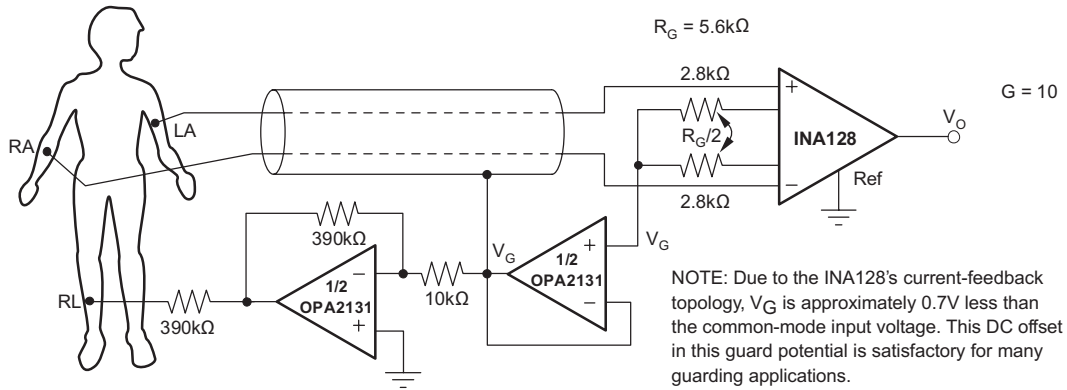 R_G = 5.6kΩ
2.8kΩ
G = 10
LA
RA
+
V_O
R_G/2
INA128
−
Ref
2.8kΩ
390kΩ
V_G
+
V_G
1/2
OPA2131
−
−
1/2
OPA2131
+
10kΩ
RL
390kΩ
NOTE: Due to the INA128's current-feedback
topology, V_G is approximately 0.7V less than
the common-mode input voltage. This DC offset
in this guard potential is satisfactory for many
guarding applications.